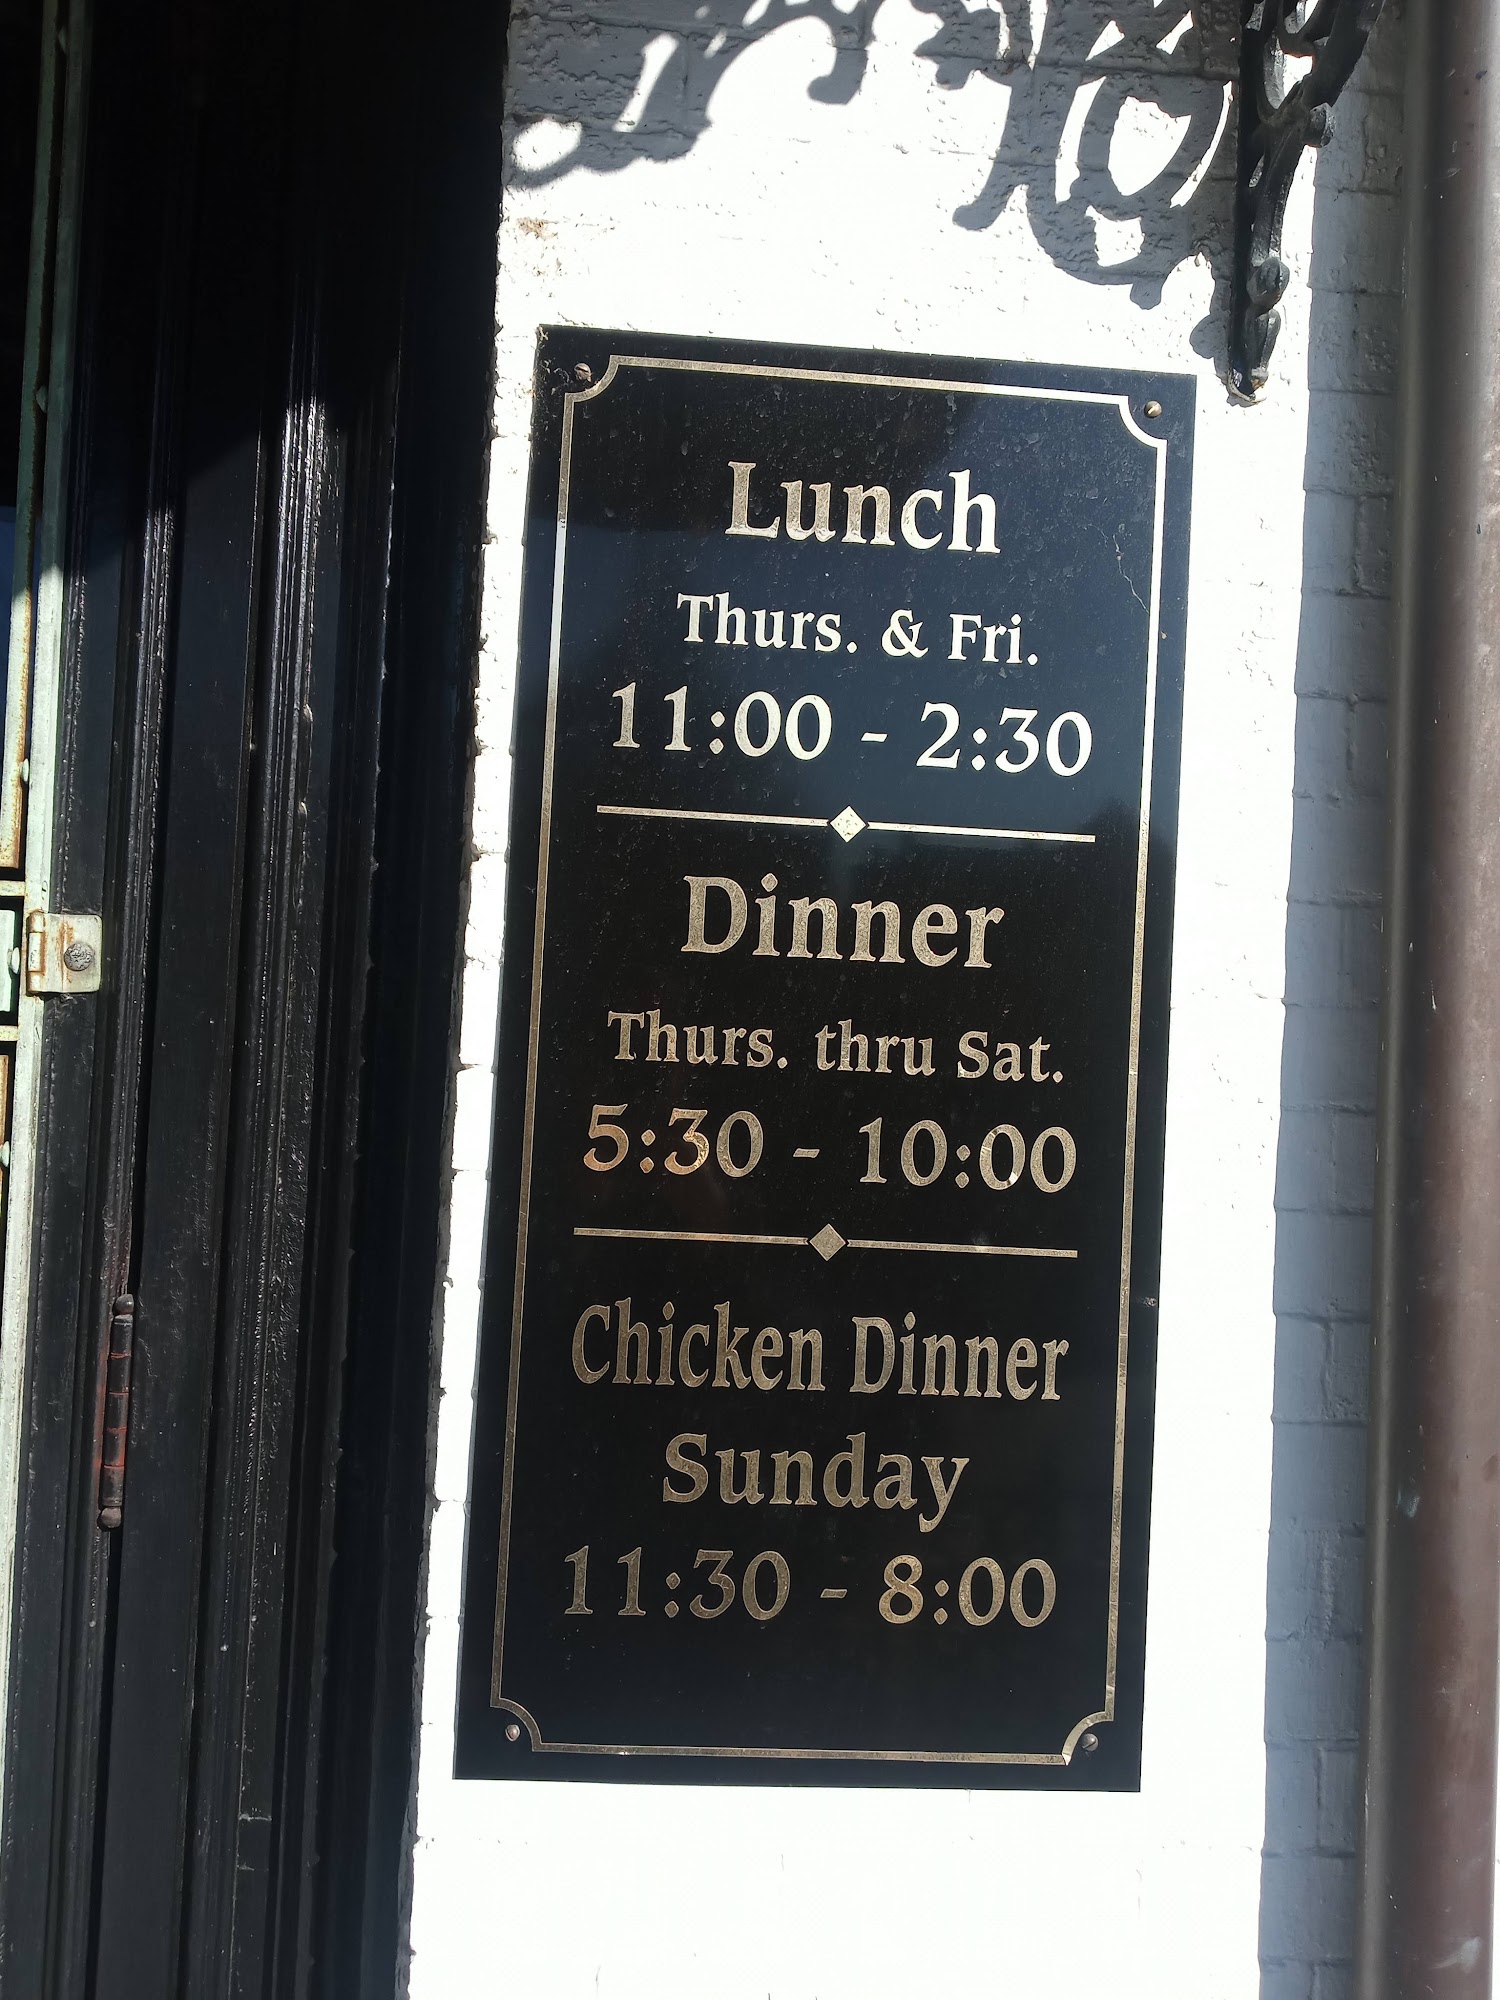 Lunch
Thurs. & Fri.
11:00 - 2:30
Dinner
Thurs. thru Sat.
5:30 - 10:00
Chicken Dinner
Sunday
11:30 - 8:00